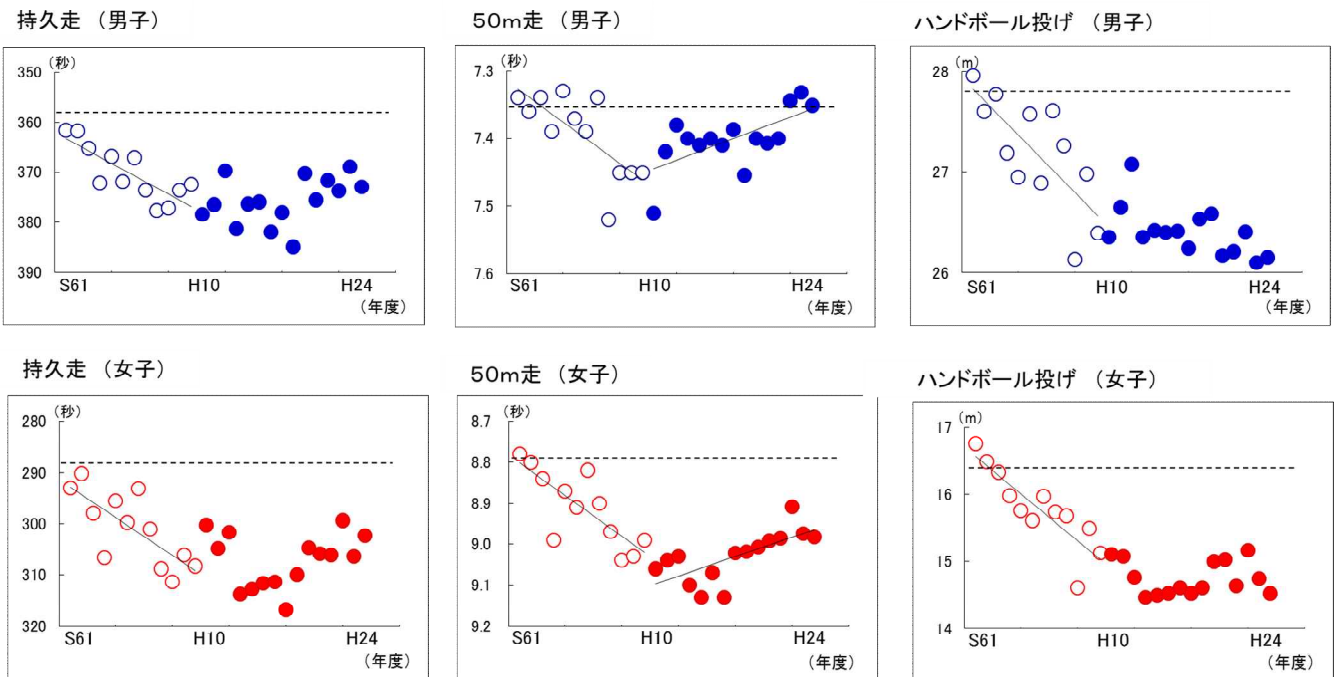 持久走 （男子）
（秒）
350
360
370
380
390
S61
H10
H24
（年度）
50m走 （男子）
（秒）
7.3
7.4
7.5
7.6
S61
H10
H24
（年度）
ハンドボール投げ （男子）
（m）
28
27
26
S61
H10
H24
（年度）
持久走 （女子）
（秒）
280
290
300
310
320
S61
H10
H24
（年度）
50m走 （女子）
（秒）
8.7
8.8
8.9
9.0
9.1
9.2
S61
H10
H24
（年度）
ハンドボール投げ （女子）
（m）
17
16
15
14
S61
H10
H24
（年度）